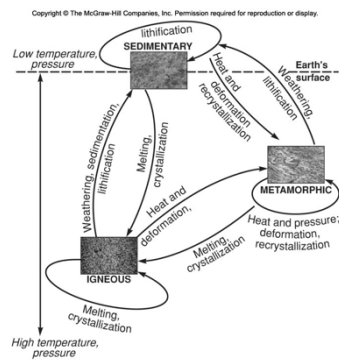 Copyright © The McGraw-Hill Companies, Inc. Permission required for reproduction or display.
lithification
SEDIMENTARY
Low temperature,
pressure
Earth's
surface
Heat and
deformation
recrystallization
Weathering,
lithification
Weathering, sedimentation,
lithification
Melting,
crystallization
Heat and
deformation,
METAMORPHIC
Heat and pressure;
deformation,
recrystallization
Melting,
crystallization
IGNEOUS
Melting,
crystallization
High temperature,
pressure